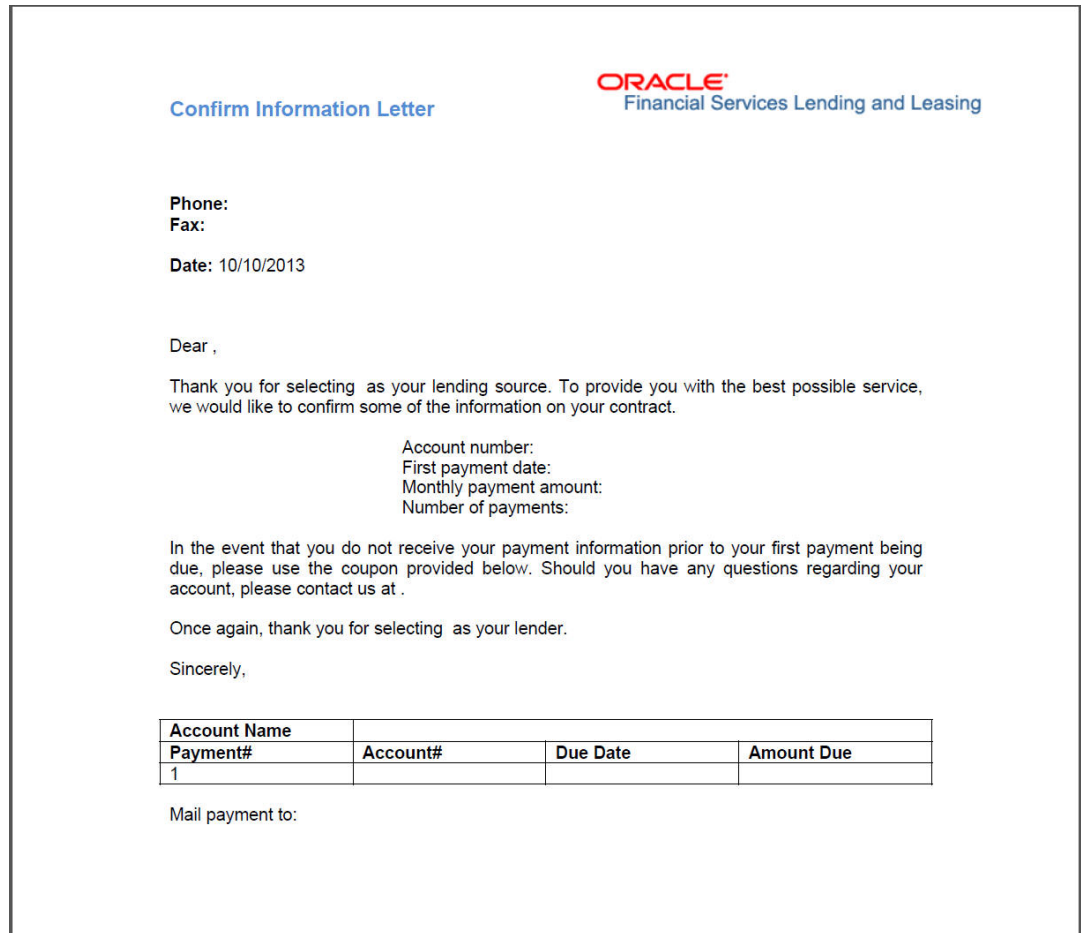 ORACLE
Confirm Information Letter
Financial Services Lending and Leasing
Phone:
Fax:
Date: 10/10/2013
Dear ,
Thank you for selecting  as your lending source. To provide you with the best possible service,
we would like to confirm some of the information on your contract.
Account number:
First payment date:
Monthly payment amount:
Number of payments:
In the event that you do not receive your payment information prior to your first payment being
due, please use the coupon provided below. Should you have any questions regarding your
account, please contact us at .
Once again, thank you for selecting  as your lender.
Sincerely,
Account Name
Payment# Account# Due Date Amount Due
1
Mail payment to: